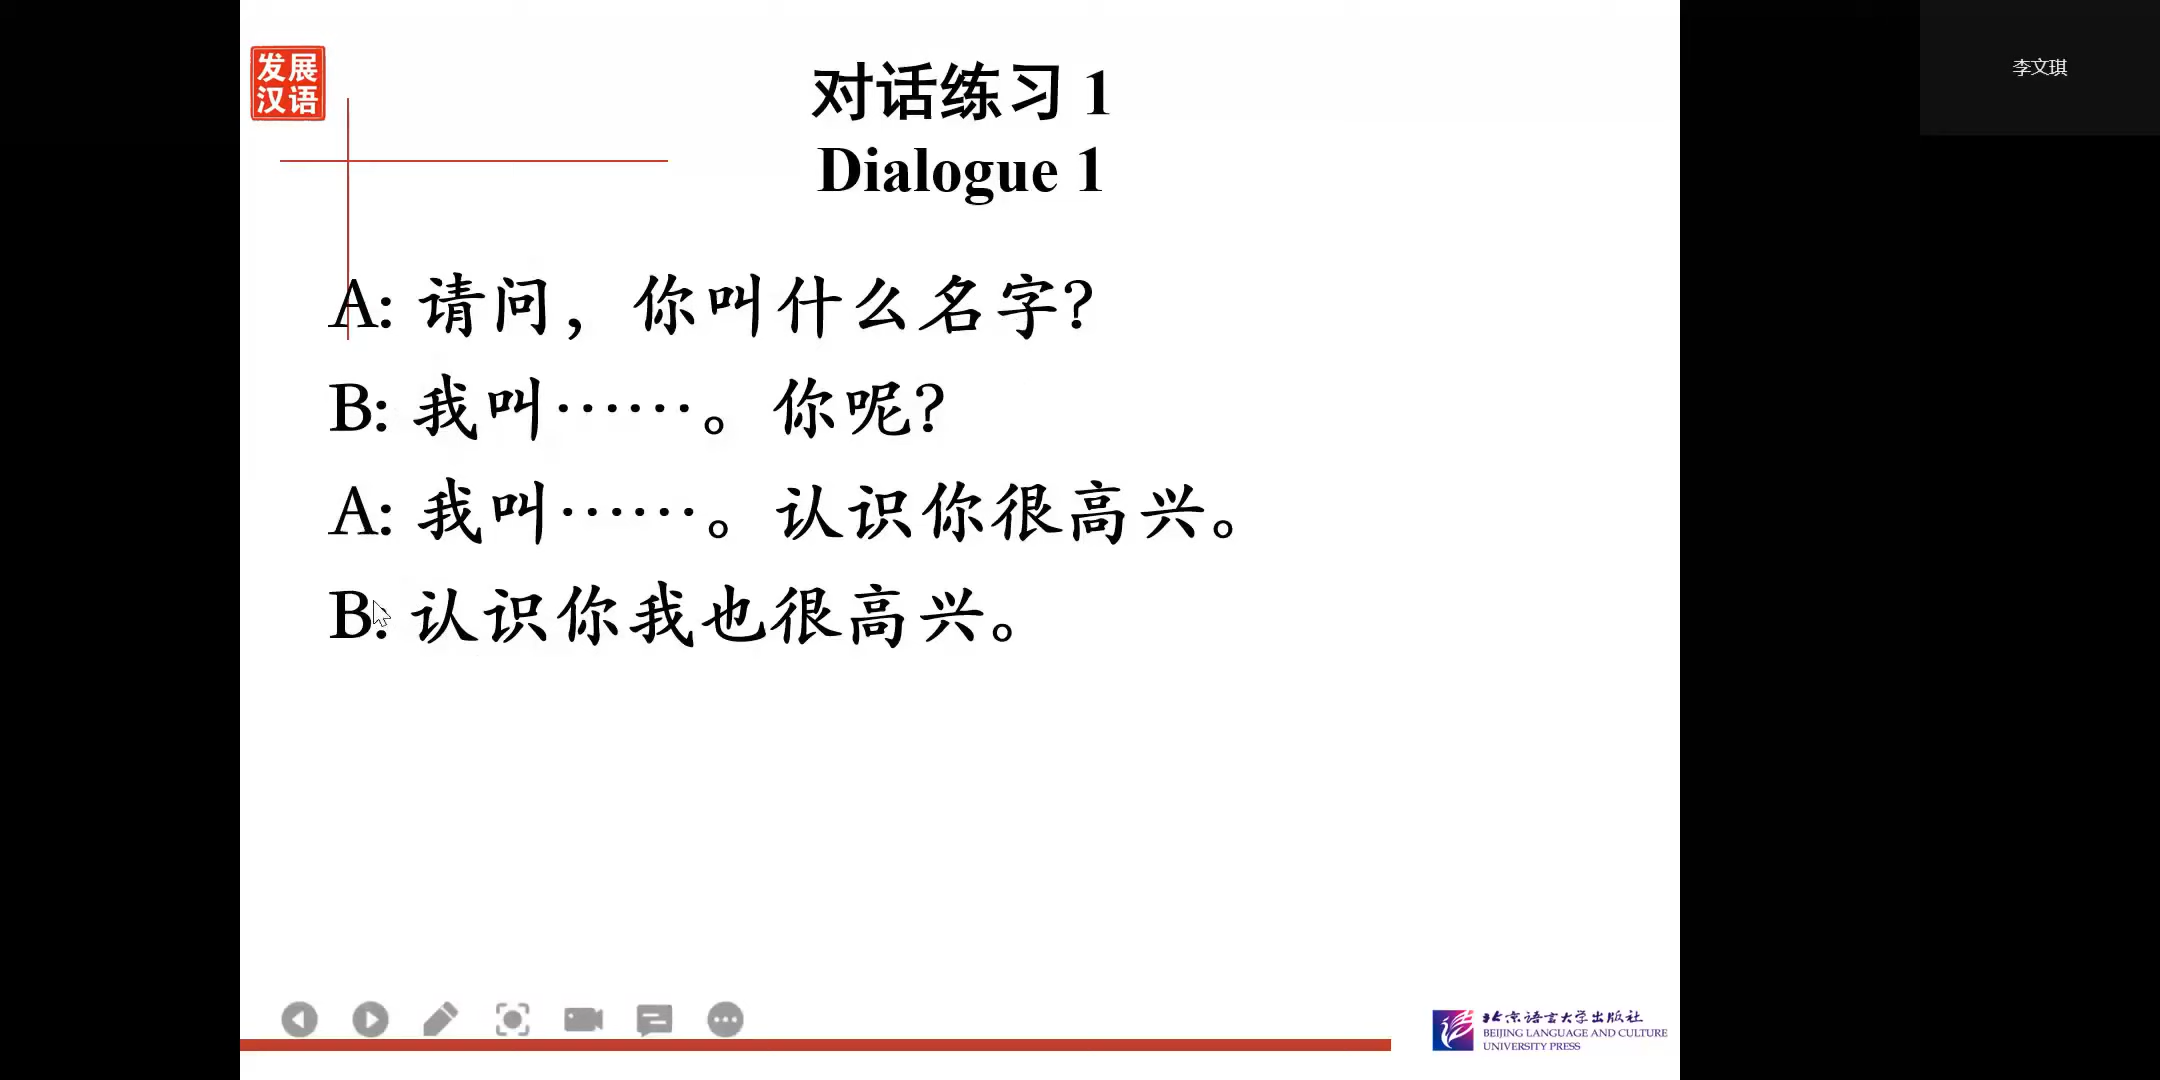 发展
汉语
李文琪
对话练习 1
Dialogue 1
A: 请问，你叫什么名字?
B: 我叫……。你呢?
A: 我叫……。认识你很高兴。
B: 认识你我也很高兴。
北京语言大学出版社
BEIJING LANGUAGE AND CULTURE
UNIVERSITY PRESS